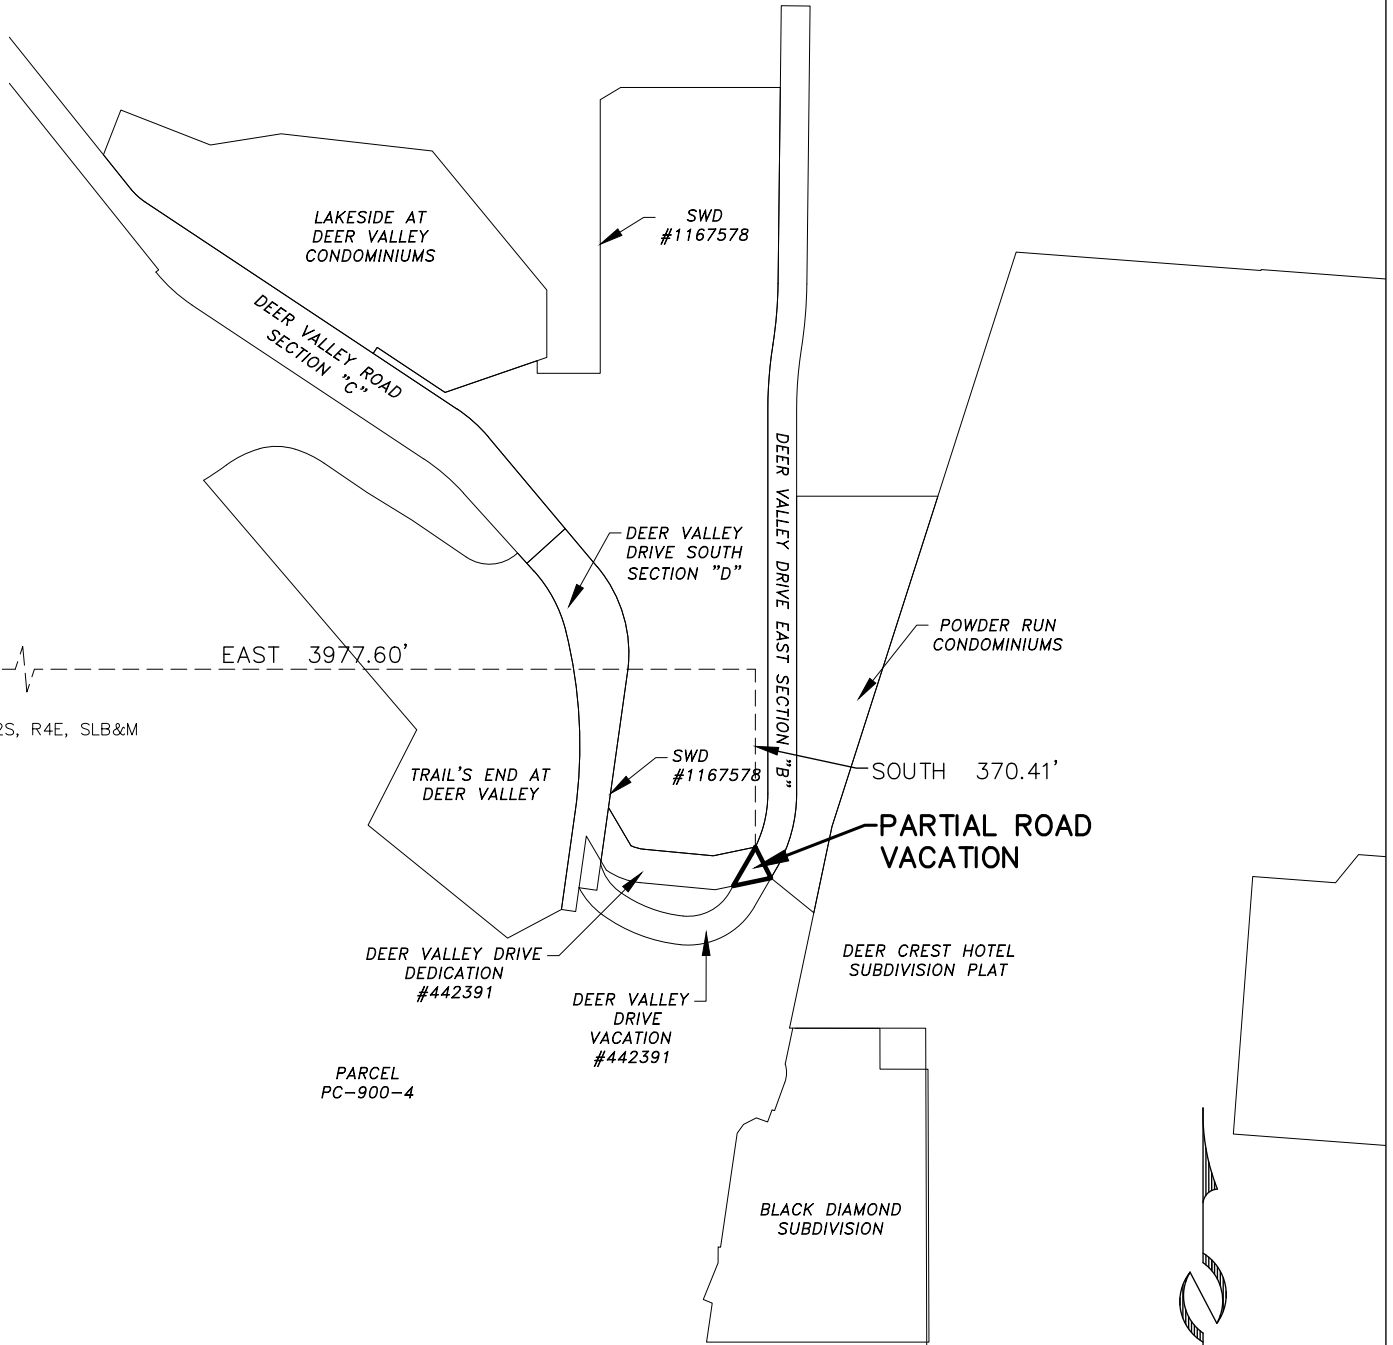 LAKESIDE AT
DEER VALLEY
CONDOMINIUMS
SWD
#1167578
DEER VALLEY ROAD
SECTION "C"
DEER VALLEY DRIVE EAST SECTION "B"
DEER VALLEY
DRIVE SOUTH
SECTION "D"
POWDER RUN
CONDOMINIUMS
EAST 3977.60'
2S, R4E, SLB&M
SWD
#1167578
TRAIL'S END AT
DEER VALLEY
SOUTH 370.41'
PARTIAL ROAD
VACATION
DEER VALLEY DRIVE
DEDICATION
#442391
DEER CREST HOTEL
SUBDIVISION PLAT
DEER VALLEY
DRIVE
VACATION
#442391
PARCEL
PC-900-4
BLACK DIAMOND
SUBDIVISION